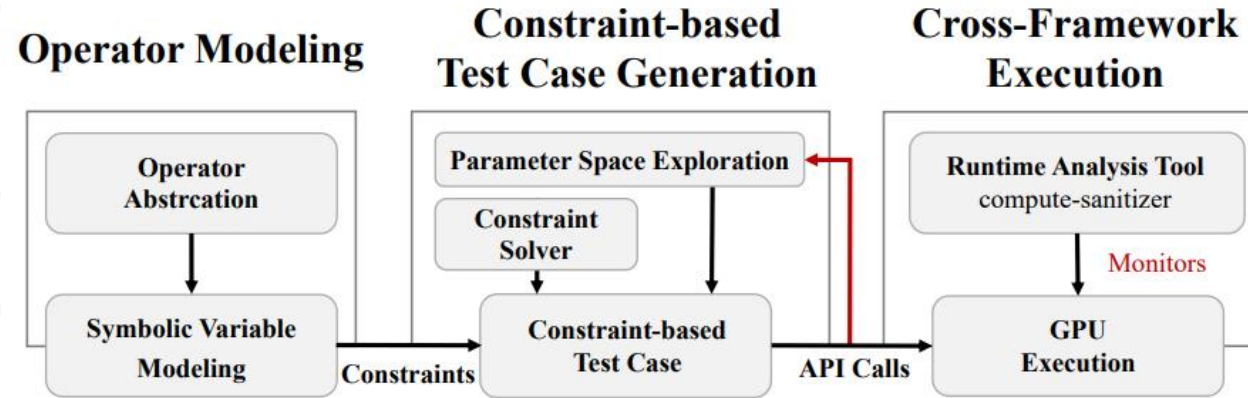 Operator Modeling
Constraint-based
Test Case Generation
Cross-Framework
Execution
Operator
Abstrcation
Symbolic Variable
Modeling
Constraints
Parameter Space Exploration
Constraint
Solver
Constraint-based
Test Case
API Calls
Runtime Analysis Tool
compute-sanitizer
Monitors
GPU
Execution